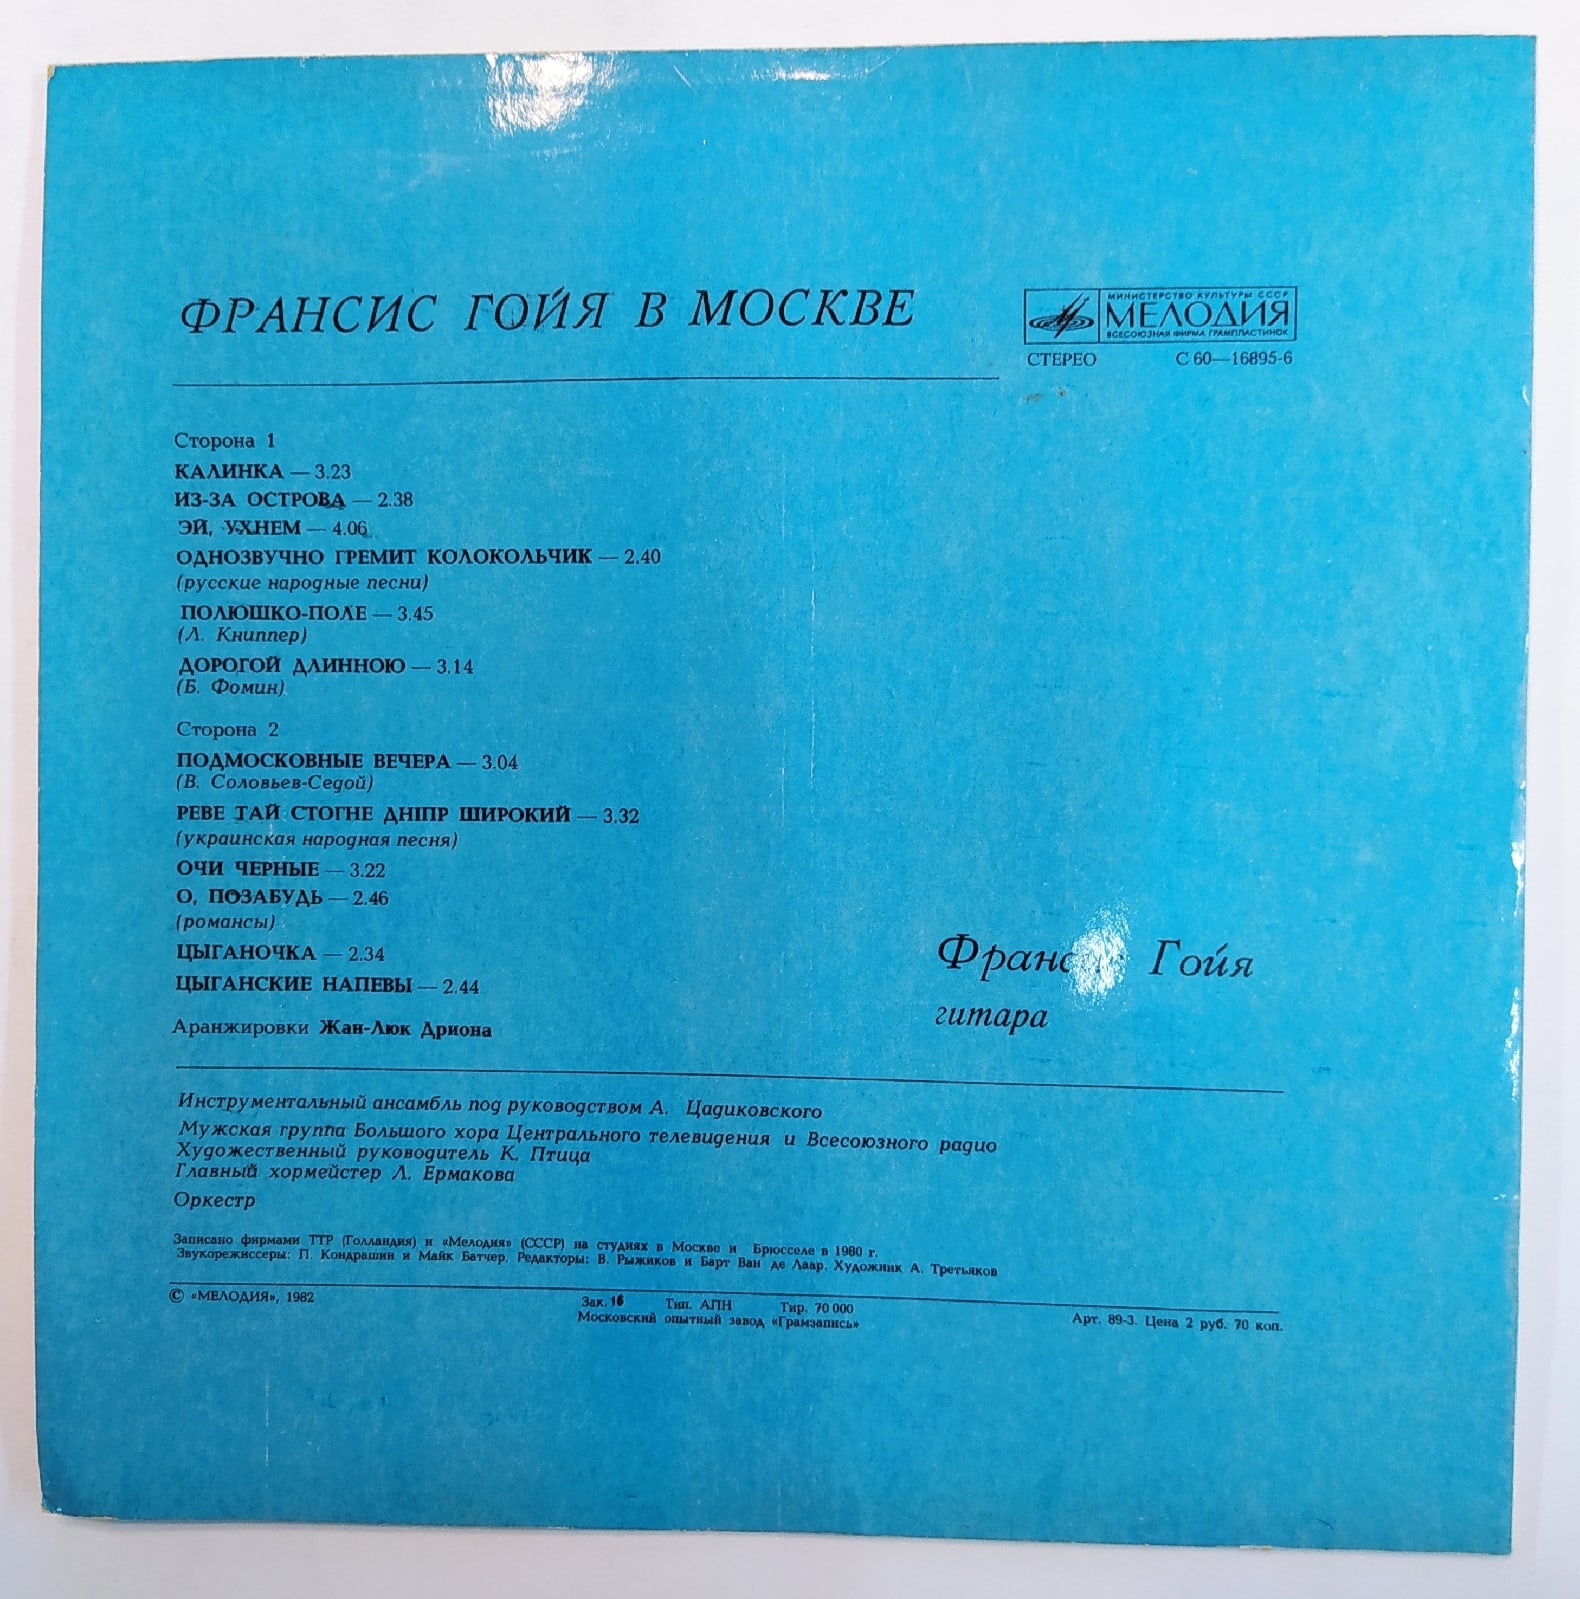 ФРАНСИС ГОЙЯ В МОСКВЕ
МИНИСТЕРСТВО КУЛЬТУРЫ СССР
МЕЛОДИЯ
ВСЕСОЮЗНАЯ ФИРМА ГРАМПЛАСТИНОК
СТЕРЕО С 60—16895-6
Сторона 1
КАЛИНКА — 3.23
ИЗ-ЗА ОСТРОВА — 2.38
ЭЙ, УХНЕМ — 4.06
ОДНОЗВУЧНО ГРЕМИТ КОЛОКОЛЬЧИК — 2.40
(русские народные песни)
ПОЛЮШКО-ПОЛЕ — 3.45
(Л. Книппер)
ДОРОГОЙ ДЛИННОЮ — 3.14
(Б. Фомин)
Сторона 2
ПОДМОСКОВНЫЕ ВЕЧЕРА — 3.04
(В. Соловьев-Седой)
РЕВЕ ТАЙ СТОГНЕ ДНІПР ШИРОКИЙ — 3.32
(украинская народная песня)
ОЧИ ЧЕРНЫЕ — 3.22
О, ПОЗАБУДЬ — 2.46
(романсы)
ЦЫГАНОЧКА — 2.34
ЦЫГАНСКИЕ НАПЕВЫ — 2.44
Аранжировки Жан-Люк Дриона
Гойя
гитара
Инструментальный ансамбль под руководством А. Цадиковского
Мужская группа Большого хора Центрального телевидения и Всесоюзного радио
Художественный руководитель К. Птица
Главный хормейстер Л. Ермакова
Оркестр
Записано фирмами ТТР (Голландия) и «Мелодия» (СССР) на студиях в Москве и Брюсселе в 1980 г.
Звукорежиссеры: П. Кондрашин и Майк Батчер. Редакторы: В. Рыжиков и Барт Ван де Лаар. Художник А. Третьяков
© «МЕЛОДИЯ», 1982
Зак. 16 Тип. АПН Тир. 70 000
Московский опытный завод «Грамзапись»
Арт. 89-3. Цена 2 руб. 70 коп.